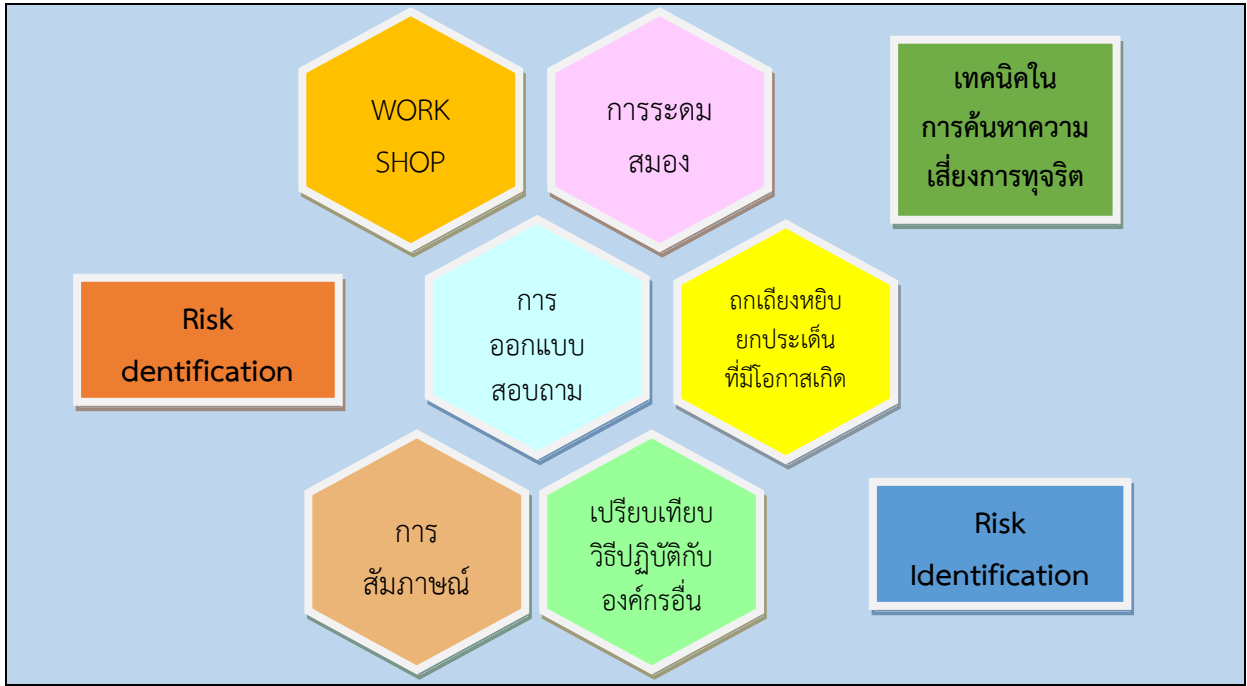 WORK
SHOP
การระดม
สมอง
เทคนิคใน
การค้นหาความ
เสี่ยงการทุจริต
Risk
dentification
การ
ออกแบบ
สอบถาม
ถกเถียงหยิบ
ยกประเด็น
ที่มีโอกาสเกิด
การ
สัมภาษณ์
เปรียบเทียบ
วิธีปฏิบัติกับ
องค์กรอื่น
Risk
Identification